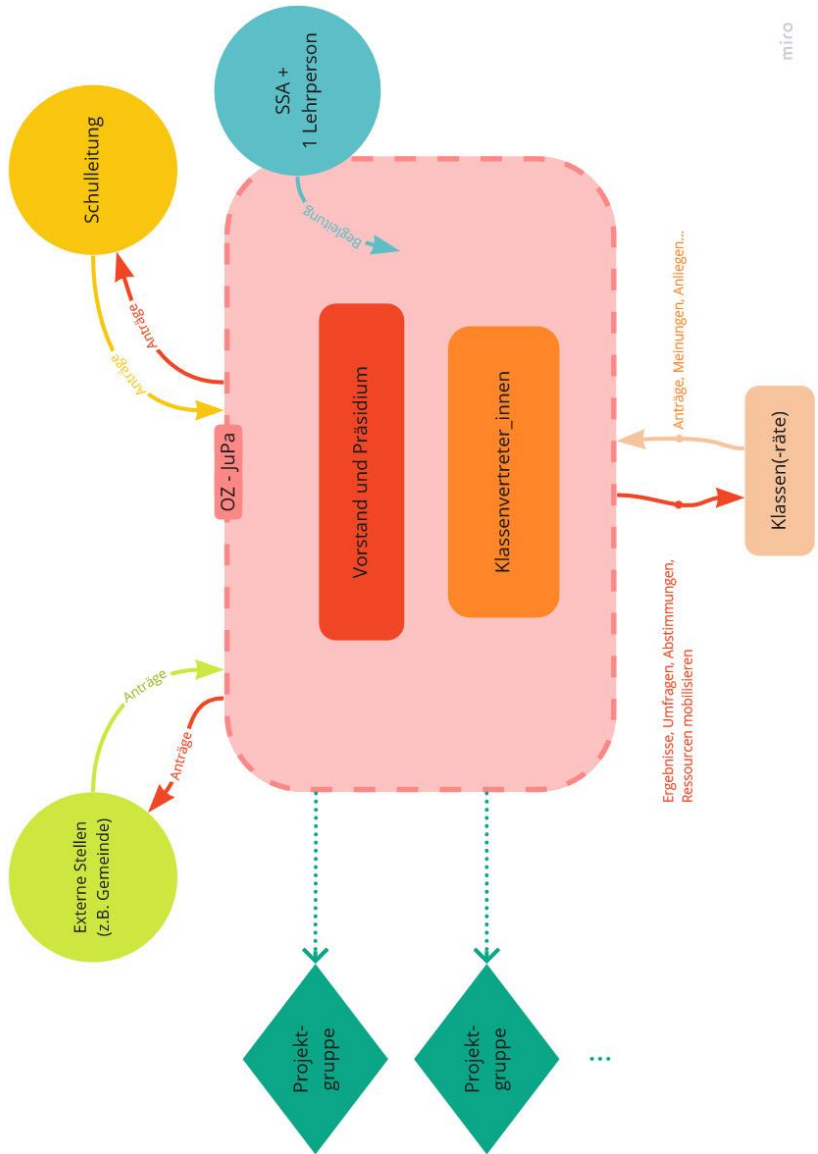 Externe Stellen
(z.B. Gemeinde)
Schulleitung
Anträge
Anträge
Anträge
Anträge
OZ - JuPa
SSA +
1 Lehrperson
Begleitung
Vorstand und Präsidium
Klassenvertreter_innen
Projekt-
gruppe
Projekt-
gruppe
...
Ergebnisse, Umfragen, Abstimmungen,
Ressourcen mobilisieren
Anträge, Meinungen, Anliegen...
Klassen(-räte)
miro